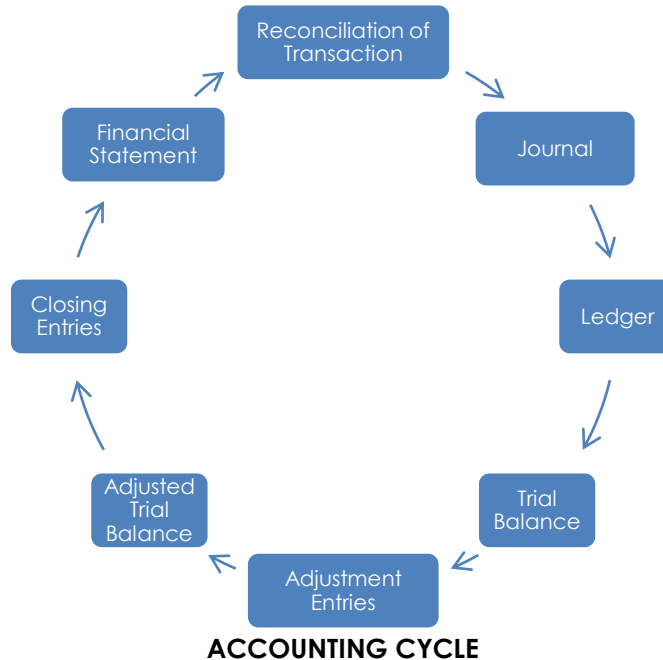 Reconciliation of
Transaction
Journal
Ledger
Trial
Balance
Adjustment
Entries
Adjusted
Trial
Balance
Closing
Entries
Financial
Statement
ACCOUNTING CYCLE